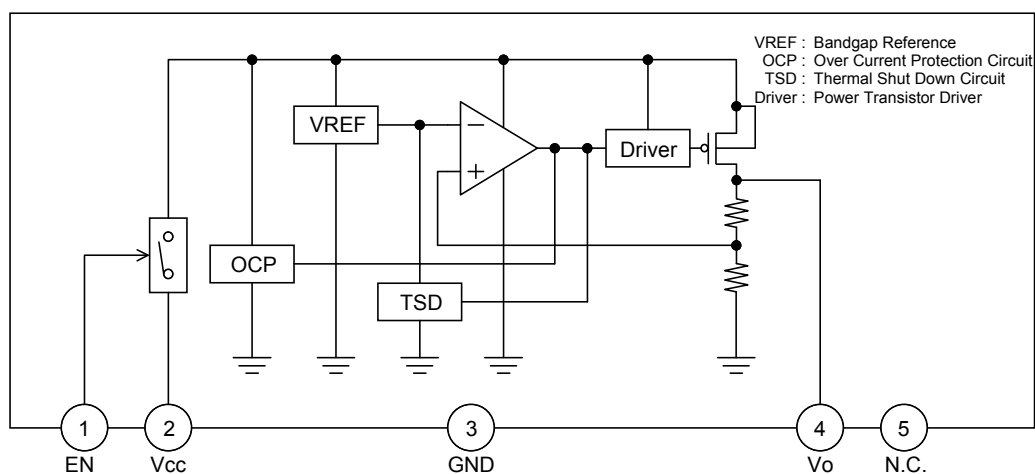 VREF : Bandgap Reference
OCP : Over Current Protection Circuit
TSD : Thermal Shut Down Circuit
Driver : Power Transistor Driver
VREF
−
+
Driver
OCP
TSD
1
2
3
4
5
EN
Vcc
GND
Vo
N.C.